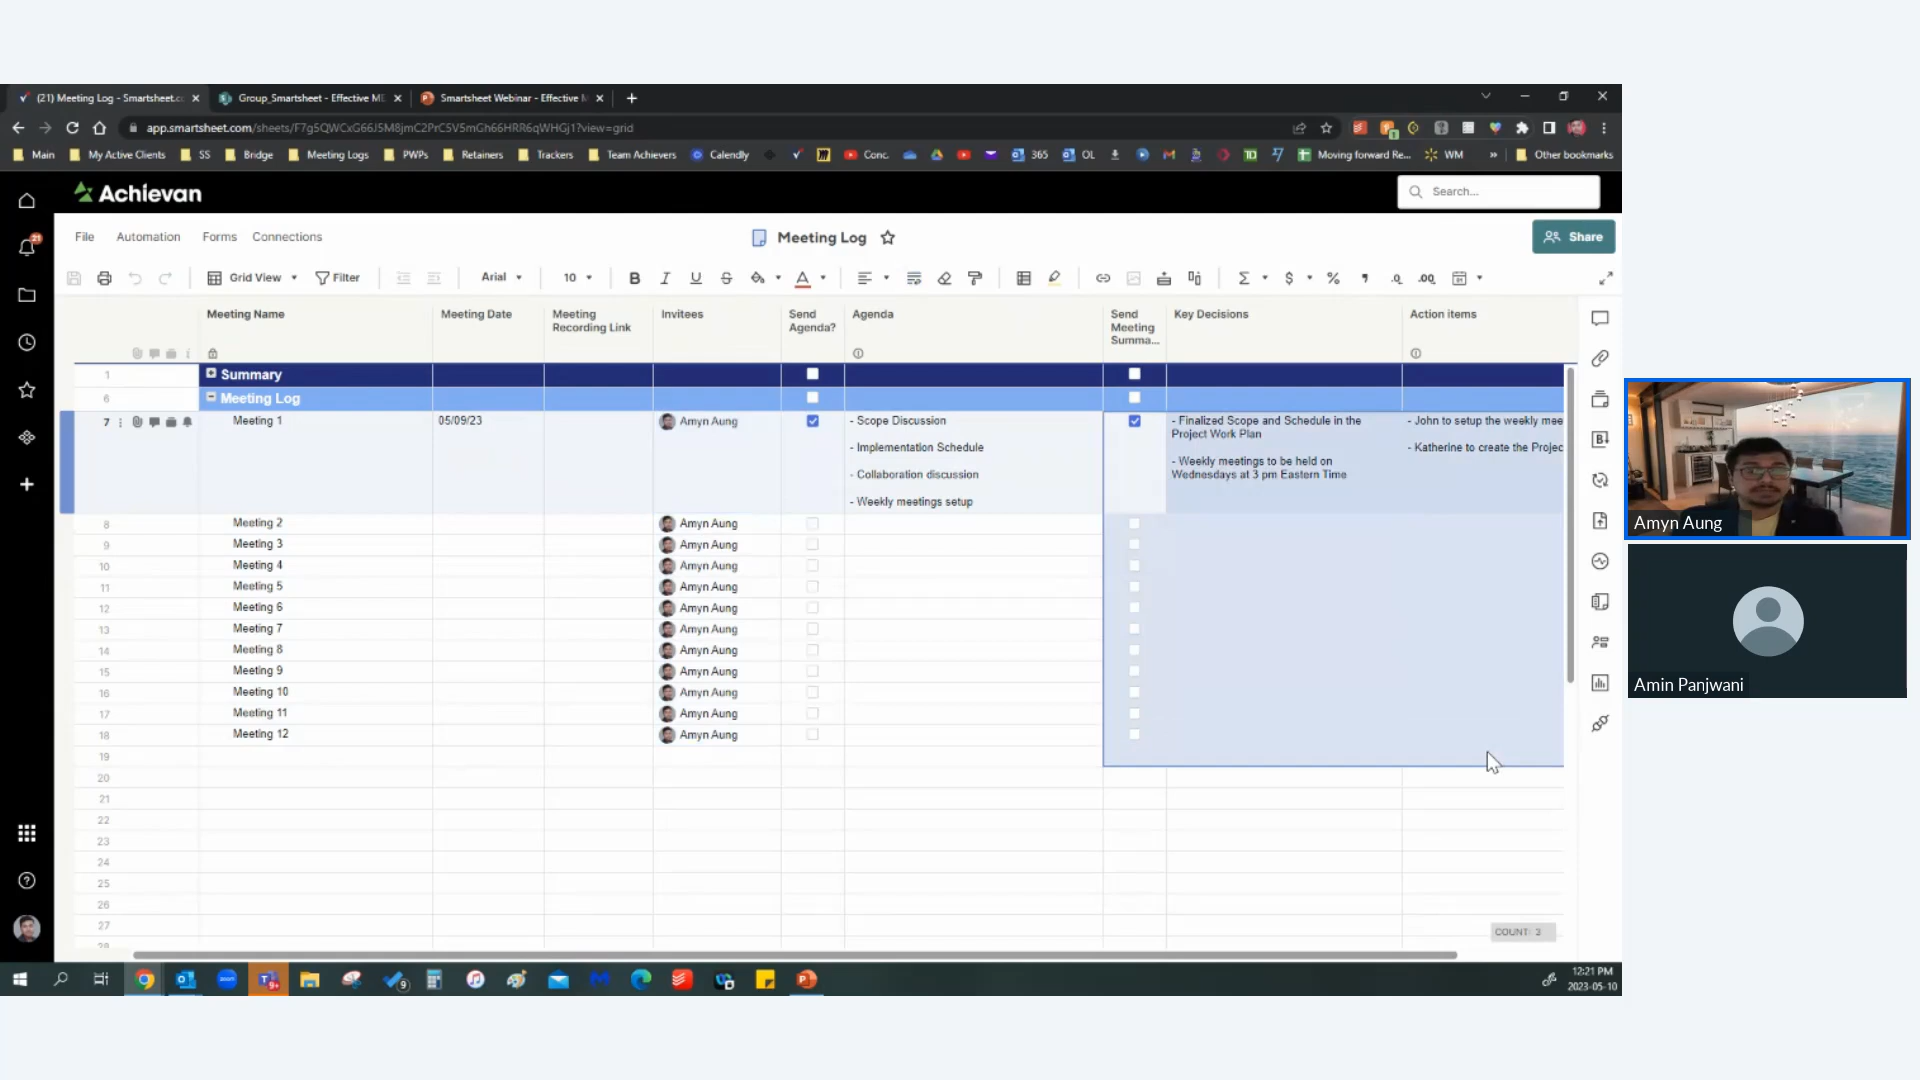 (21) Meeting Log - Smartsheet.c
Group_Smartsheet - Effective ME
Smartsheet Webinar - Effective
app.smartsheet.com/sheets/F7g5QWCxG66J5M8jmC2PrC5V5mGh66HRR6qWHGj1?view=grid
Main
My Active Clients
SS
Bridge
Meeting Logs
PWPs
Retainers
Trackers
Team Achievers
Calendly
Conc.
365
OL
Moving forward Re...
WM
Other bookmarks
Achievan
Search...
21
File
Automation
Forms
Connections
Meeting Log
Share
Grid View
Filter
Arial
10
Meeting Name
Meeting Date
Meeting
Recording Link
Invitees
Send
Agenda?
Agenda
Send
Meeting
Summa...
Key Decisions
Action items
1 Summary
6 Meeting Log
7 Meeting 1 05/09/23 Amyn Aung
- Scope Discussion
- Implementation Schedule
- Collaboration discussion
- Weekly meetings setup
- Finalized Scope and Schedule in the
Project Work Plan
- Weekly meetings to be held on
Wednesdays at 3 pm Eastern Time
- John to setup the weekly mee
- Katherine to create the Projec
8 Meeting 2 Amyn Aung
9 Meeting 3 Amyn Aung
10 Meeting 4 Amyn Aung
11 Meeting 5 Amyn Aung
12 Meeting 6 Amyn Aung
13 Meeting 7 Amyn Aung
14 Meeting 8 Amyn Aung
15 Meeting 9 Amyn Aung
16 Meeting 10 Amyn Aung
17 Meeting 11 Amyn Aung
18 Meeting 12 Amyn Aung
19
20
21
22
23
24
25
26
27
28
COUNT: 3
12:21 PM
2023-05-10
Amyn Aung
Amin Panjwani